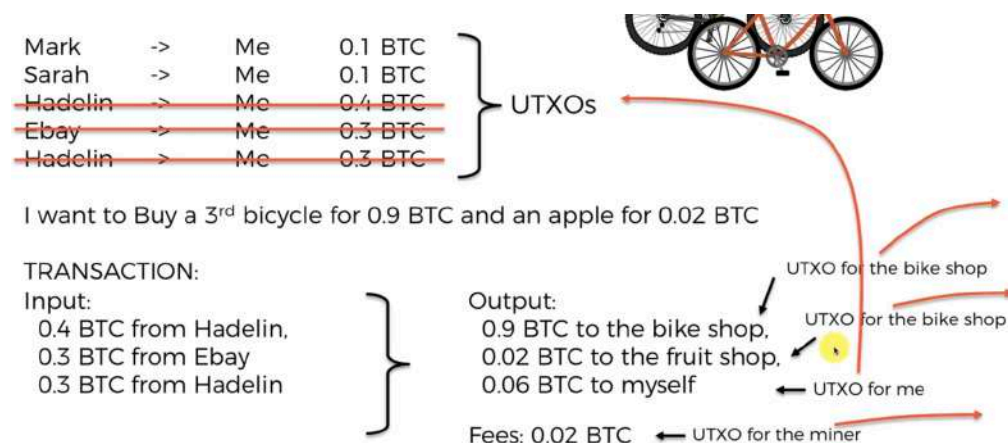 Mark -> Me 0.1 BTC
Sarah -> Me 0.1 BTC
Hadelin -> Me 0.4 BTC
Ebay -> Me 0.3 BTC
Hadelin -> Me 0.3 BTC
UTXOs
I want to Buy a 3rd bicycle for 0.9 BTC and an apple for 0.02 BTC
TRANSACTION:
Input:
0.4 BTC from Hadelin,
0.3 BTC from Ebay
0.3 BTC from Hadelin
Output:
0.9 BTC to the bike shop,
0.02 BTC to the fruit shop,
0.06 BTC to myself
Fees: 0.02 BTC
UTXO for the bike shop
UTXO for the bike shop
UTXO for me
UTXO for the miner